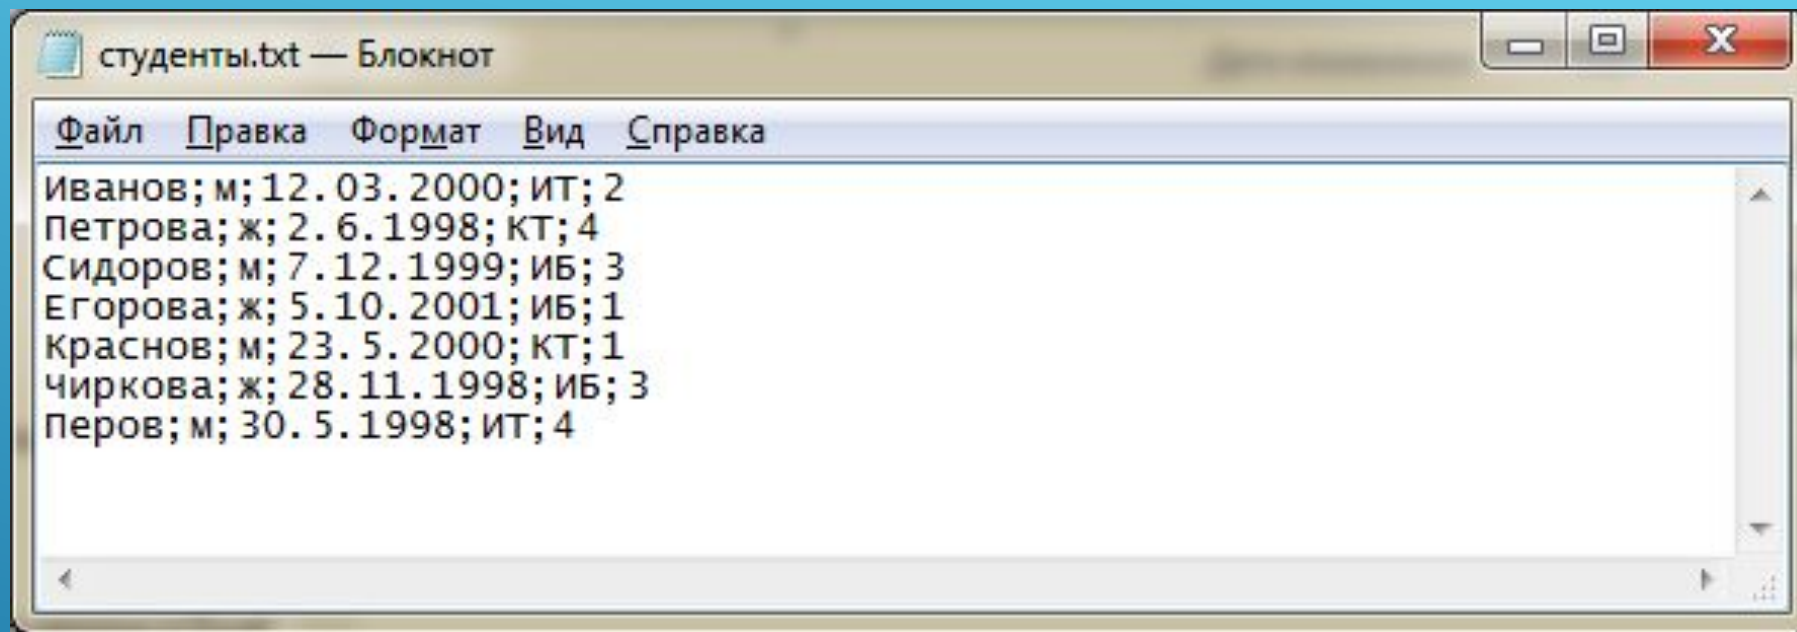 студенты.txt — Блокнот
Файл Правка Формат Вид Справка
Иванов;м;12.03.2000;ИТ;2
Петрова;ж;2.6.1998;КТ;4
Сидоров;м;7.12.1999;ИБ;3
Егорова;ж;5.10.2001;ИБ;1
Краснов;м;23.5.2000;КТ;1
Чиркова;ж;28.11.1998;ИБ;3
Перов;м;30.5.1998;ИТ;4